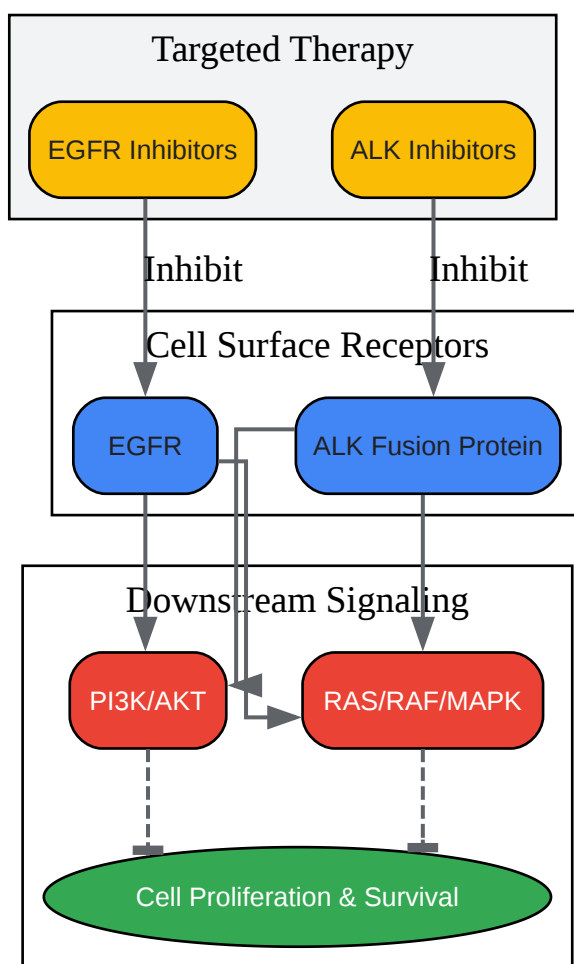 Targeted Therapy
EGFR Inhibitors
ALK Inhibitors
Inhibit
Inhibit
Cell Surface Receptors
EGFR
ALK Fusion Protein
Downstream Signaling
PI3K/AKT
RAS/RAF/MAPK
Cell Proliferation & Survival